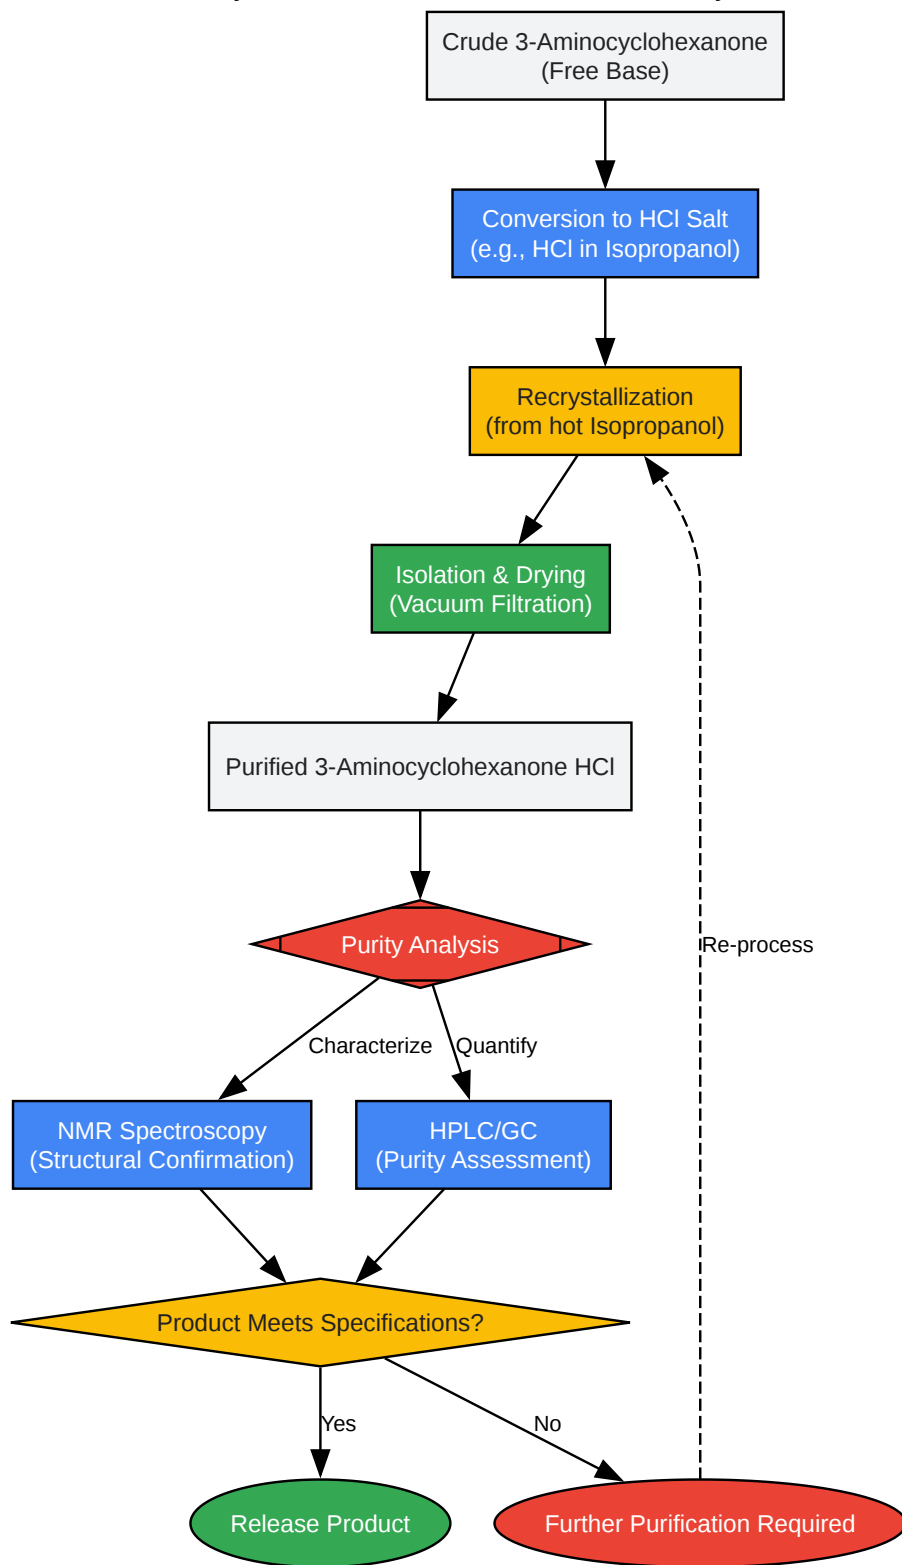 Crude 3-Aminocyclohexanone
(Free Base)
Conversion to HCl Salt
(e.g., HCl in Isopropanol)
Recrystallization
(from hot Isopropanol)
Isolation & Drying
(Vacuum Filtration)
Purified 3-Aminocyclohexanone HCl
Purity Analysis
Re-process
Characterize
Quantify
NMR Spectroscopy
(Structural Confirmation)
HPLC/GC
(Purity Assessment)
Product Meets Specifications?
Yes
No
Release Product
Further Purification Required